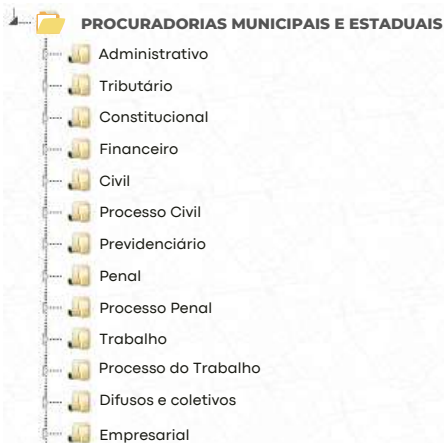 PROCURADORIAS MUNICIPAIS E ESTADUAIS
Administrativo
Tributário
Constitucional
Financeiro
Civil
Processo Civil
Previdenciário
Penal
Processo Penal
Trabalho
Processo do Trabalho
Difusos e coletivos
Empresarial